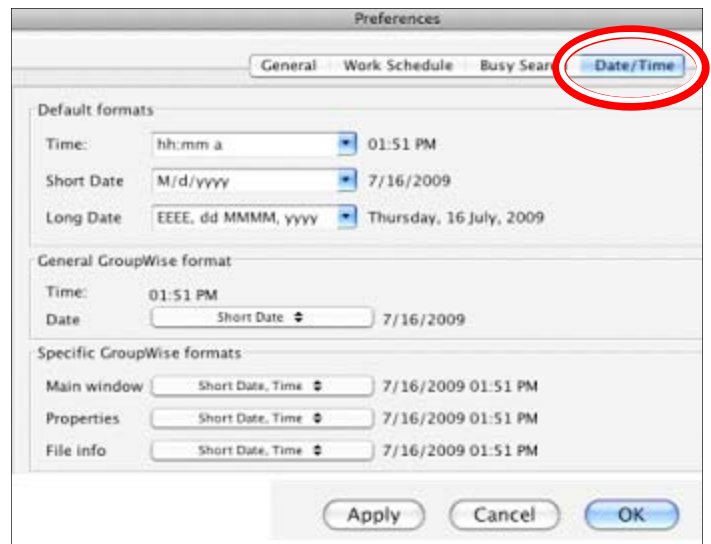 Preferences
General Work Schedule Busy Sear Date/Time
Default formats
Time: hh:mm a 01:51 PM
Short Date M/d/yyyy 7/16/2009
Long Date EEEE, dd MMMM, yyyy Thursday, 16 July, 2009
General GroupWise format
Time: 01:51 PM
Date Short Date 7/16/2009
Specific GroupWise formats
Main window Short Date, Time 7/16/2009 01:51 PM
Properties Short Date, Time 7/16/2009 01:51 PM
File info Short Date, Time 7/16/2009 01:51 PM
Apply Cancel OK